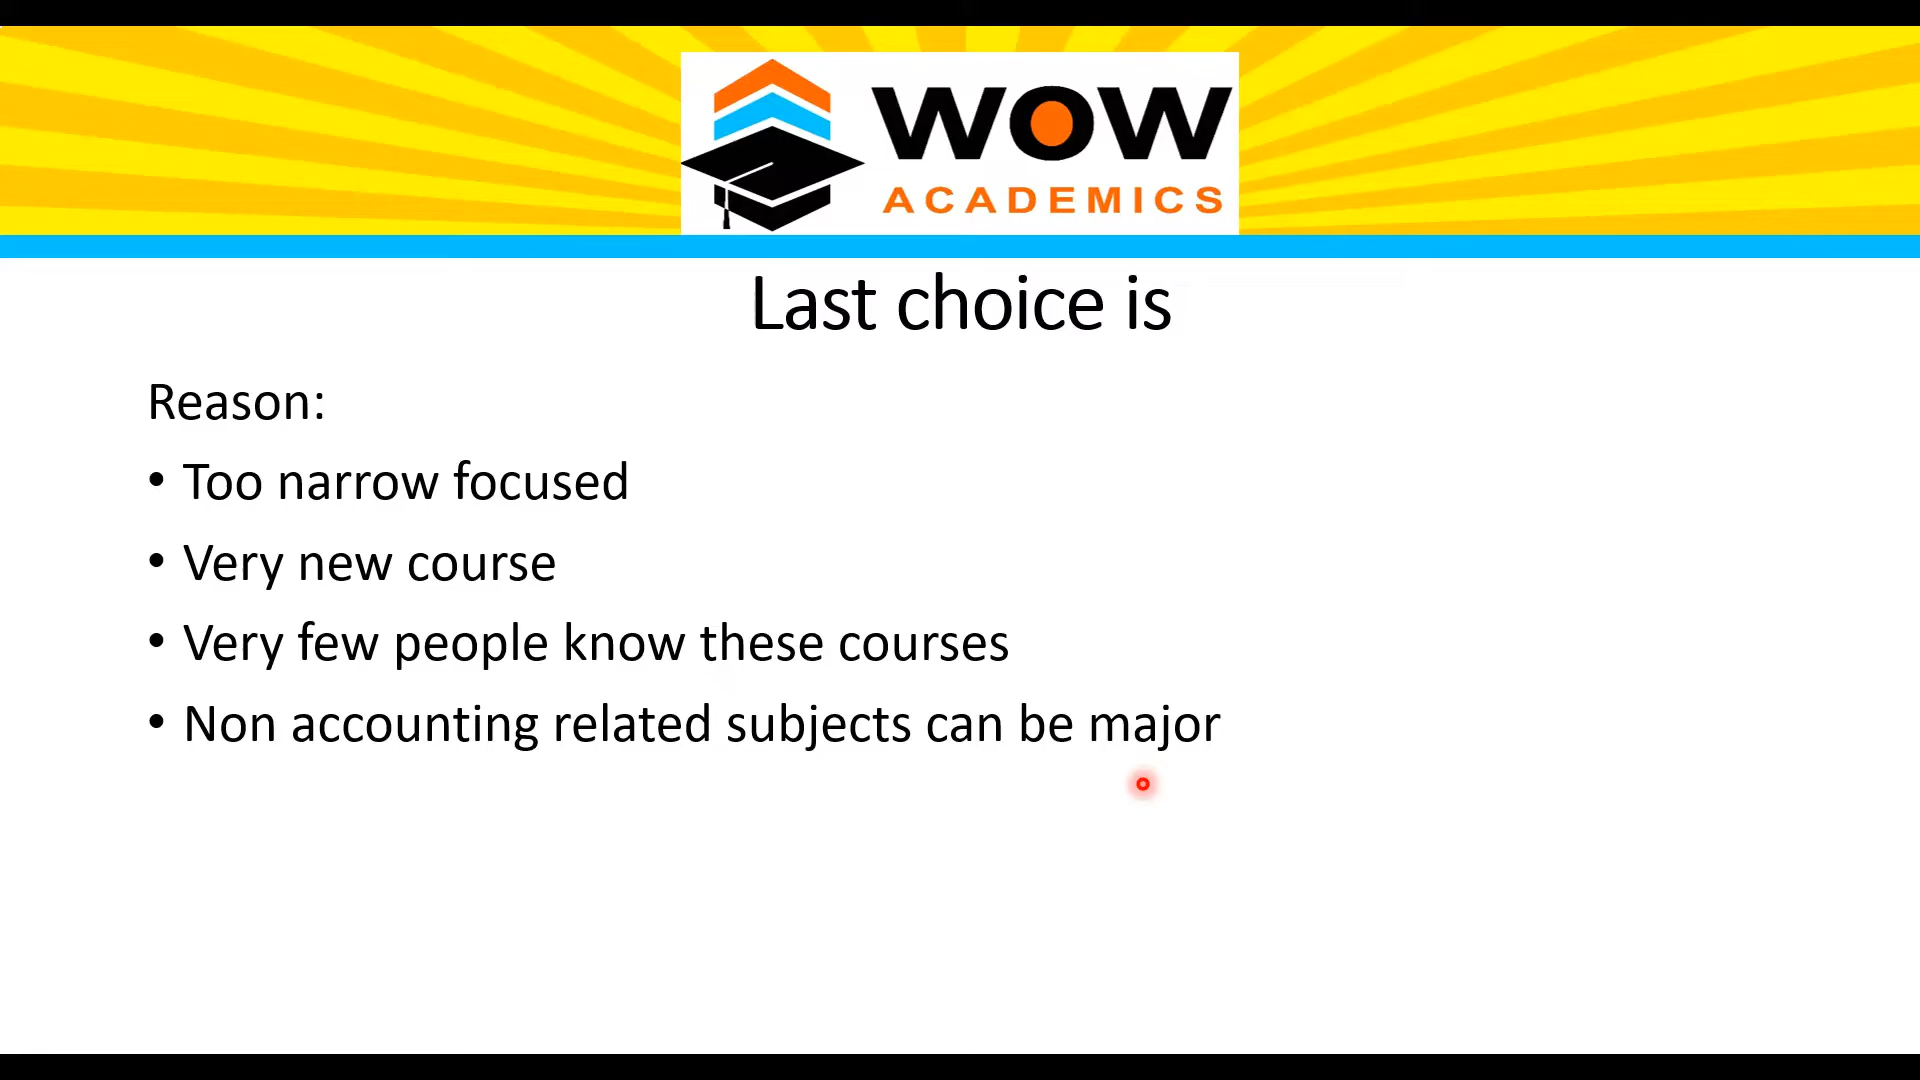 WOW
ACADEMICS
Last choice is
Reason:
• Too narrow focused
• Very new course
• Very few people know these courses
• Non accounting related subjects can be major